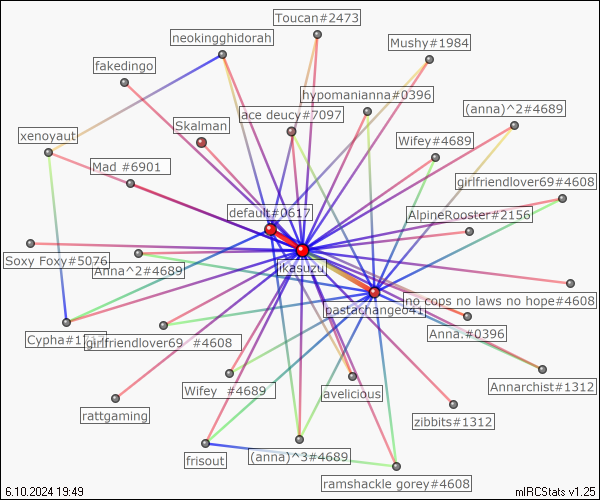 Toucan#2473
neokingghidorah
Mushy#1984
fakedingo
hypomanianna#0396
(anna)^2#4689
ace deucy#7097
Skalman
xenoyaut
Wifey#4689
Mad #6901
girlfriendlover69#4608
default#0617
AlpineRooster#2156
Soxy Foxy#5076
Anna^2#4689
ikasuzu
no cops no laws no hope#4608
pastachangeo41
Anna.#0396
girlfriendlover69 #4608
Wifey #4689
avelicious
Annarchist#1312
rattgaming
zibbits#1312
frisout
(anna)^3#4689
ramshackle gorey#4608
6.10.2024 19:49
mIRCStats v1.25